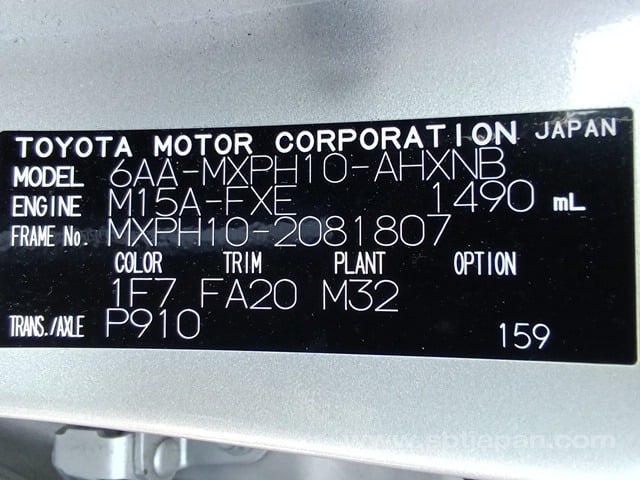 TOYOTA MOTOR CORPORATION JAPAN
MODEL 6AA-MXPH10-AHXNB
ENGINE M15A-FXE 1490 mL
FRAME No. MXPH10-2081807
COLOR TRIM PLANT OPTION
1F7 FA20 M32
TRANS./AXLE P910
159
www.sbtjapan.com